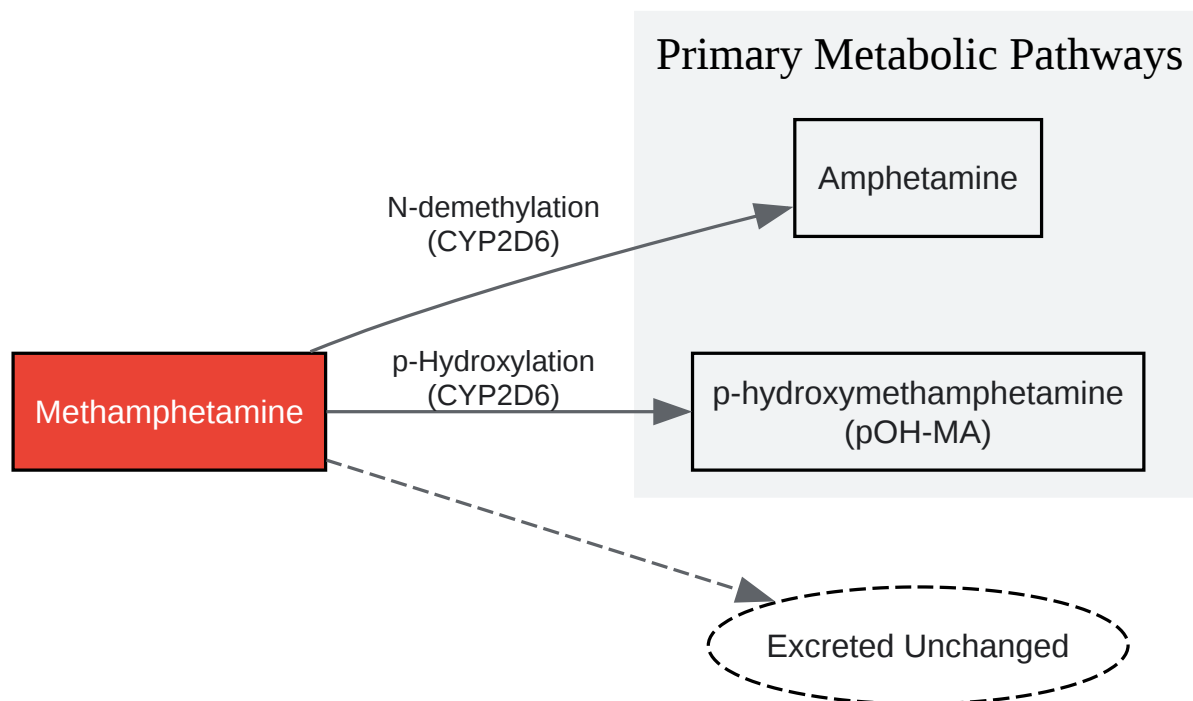 Primary Metabolic Pathways
Amphetamine
N-demethylation
(CYP2D6)
p-Hydroxylation
(CYP2D6)
Methamphetamine
p-hydroxymethamphetamine
(pOH-MA)
Excreted Unchanged